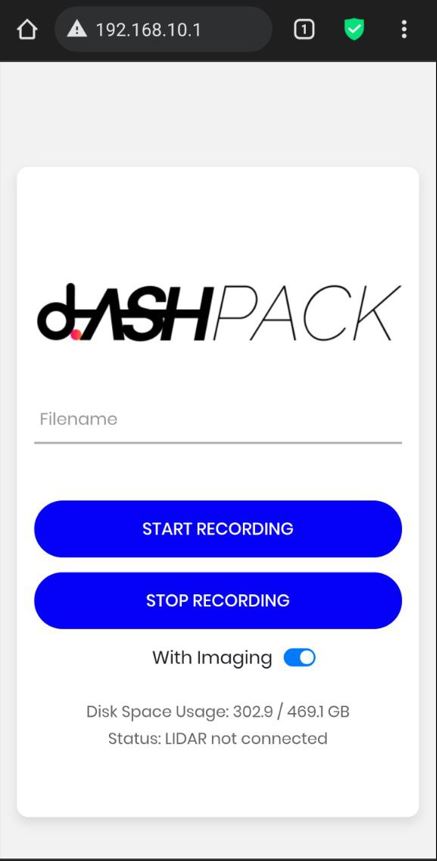 192.168.10.1
1
dASHPACK
Filename
START RECORDING
STOP RECORDING
With Imaging
Disk Space Usage: 302.9 / 469.1 GB
Status: LIDAR not connected